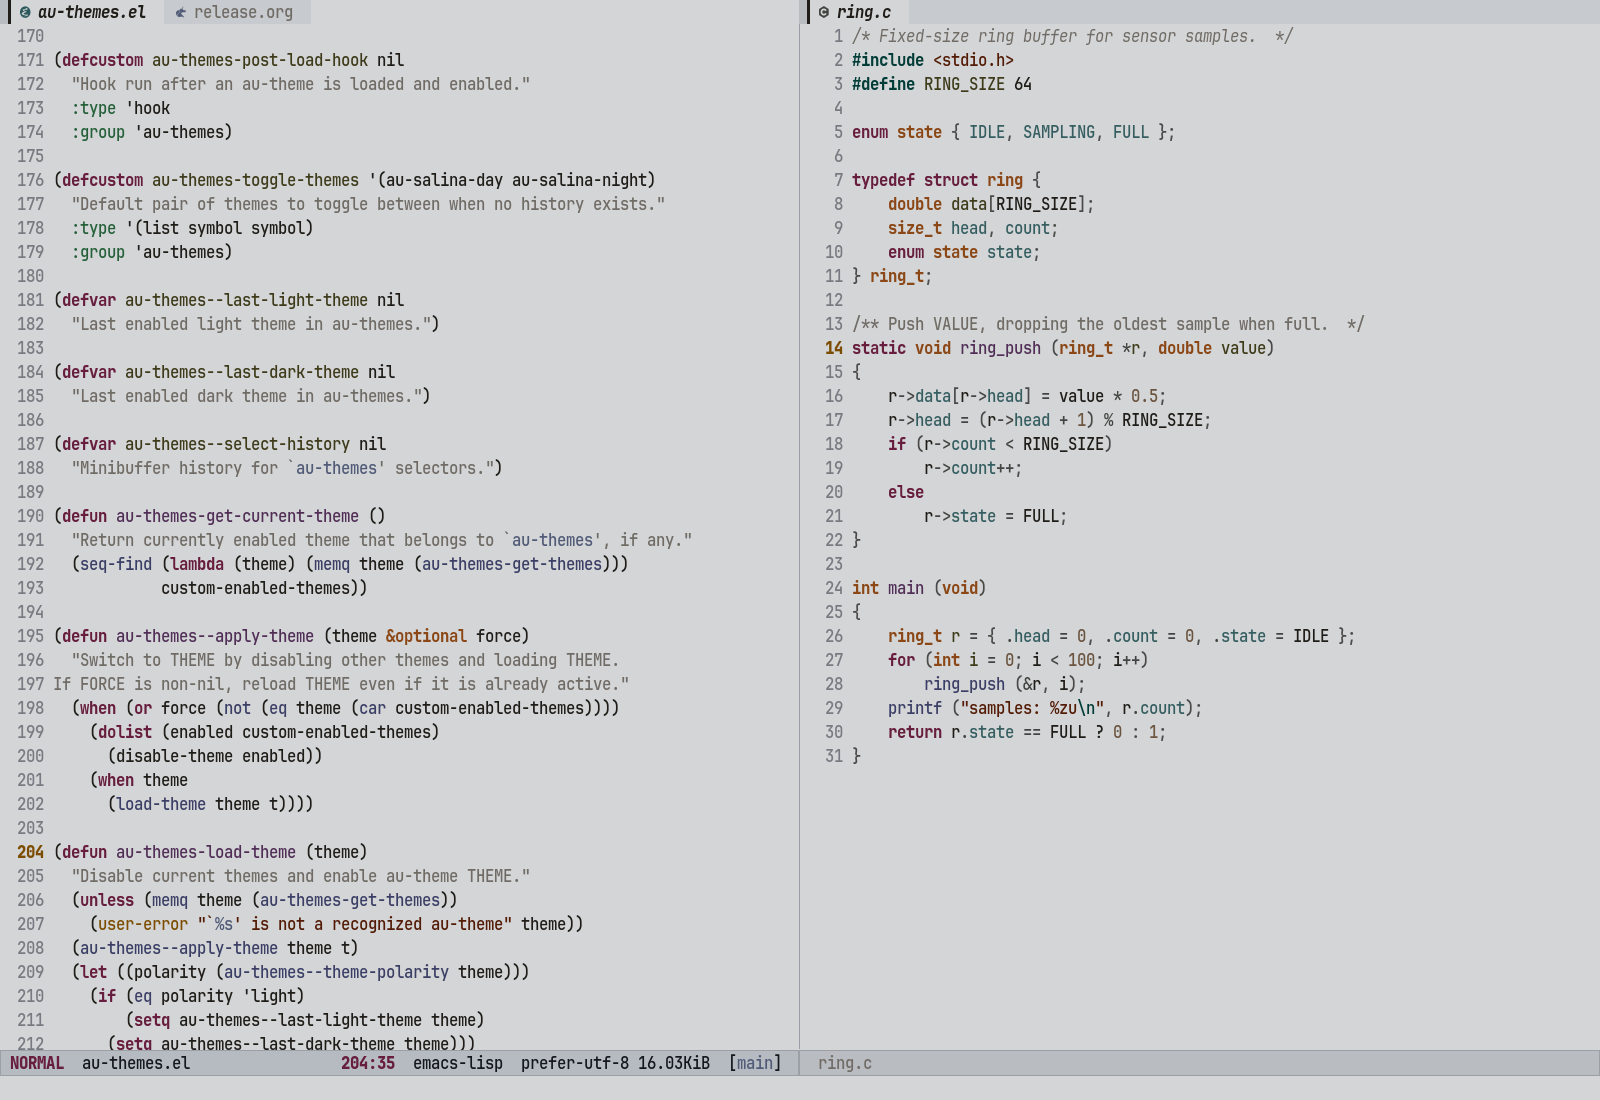 au-themes.el  release.org
170
171 (defcustom au-themes-post-load-hook nil
172   "Hook run after an au-theme is loaded and enabled."
173   :type 'hook
174   :group 'au-themes)
175
176 (defcustom au-themes-toggle-themes '(au-salina-day au-salina-night)
177   "Default pair of themes to toggle between when no history exists."
178   :type '(list symbol symbol)
179   :group 'au-themes)
180
181 (defvar au-themes--last-light-theme nil
182   "Last enabled light theme in au-themes.")
183
184 (defvar au-themes--last-dark-theme nil
185   "Last enabled dark theme in au-themes.")
186
187 (defvar au-themes--select-history nil
188   "Minibuffer history for `au-themes' selectors.")
189
190 (defun au-themes-get-current-theme ()
191   "Return currently enabled theme that belongs to `au-themes', if any."
192   (seq-find (lambda (theme) (memq theme (au-themes-get-themes)))
193             custom-enabled-themes))
194
195 (defun au-themes--apply-theme (theme &optional force)
196   "Switch to THEME by disabling other themes and loading THEME.
197 If FORCE is non-nil, reload THEME even if it is already active."
198   (when (or force (not (eq theme (car custom-enabled-themes))))
199     (dolist (enabled custom-enabled-themes)
200       (disable-theme enabled))
201     (when theme
202       (load-theme theme t))))
203
204 (defun au-themes-load-theme (theme)
205   "Disable current themes and enable au-theme THEME."
206   (unless (memq theme (au-themes-get-themes))
207     (user-error "`%s' is not a recognized au-theme" theme))
208   (au-themes--apply-theme theme t)
209   (let ((polarity (au-themes--theme-polarity theme)))
210     (if (eq polarity 'light)
211         (setq au-themes--last-light-theme theme)
212       (setq au-themes--last-dark-theme theme)))
NORMAL  au-themes.el  204:35  emacs-lisp  prefer-utf-8 16.03KiB  [main]
ring.c
1 /* Fixed-size ring buffer for sensor samples.  */
2 #include <stdio.h>
3 #define RING_SIZE 64
4
5 enum state { IDLE, SAMPLING, FULL };
6
7 typedef struct ring {
8     double data[RING_SIZE];
9     size_t head, count;
10     enum state state;
11 } ring_t;
12
13 /** Push VALUE, dropping the oldest sample when full.  */
14 static void ring_push (ring_t *r, double value)
15 {
16     r->data[r->head] = value * 0.5;
17     r->head = (r->head + 1) % RING_SIZE;
18     if (r->count < RING_SIZE)
19         r->count++;
20     else
21         r->state = FULL;
22 }
23
24 int main (void)
25 {
26     ring_t r = { .head = 0, .count = 0, .state = IDLE };
27     for (int i = 0; i < 100; i++)
28         ring_push (&r, i);
29     printf ("samples: %zu\n", r.count);
30     return r.state == FULL ? 0 : 1;
31 }
ring.c